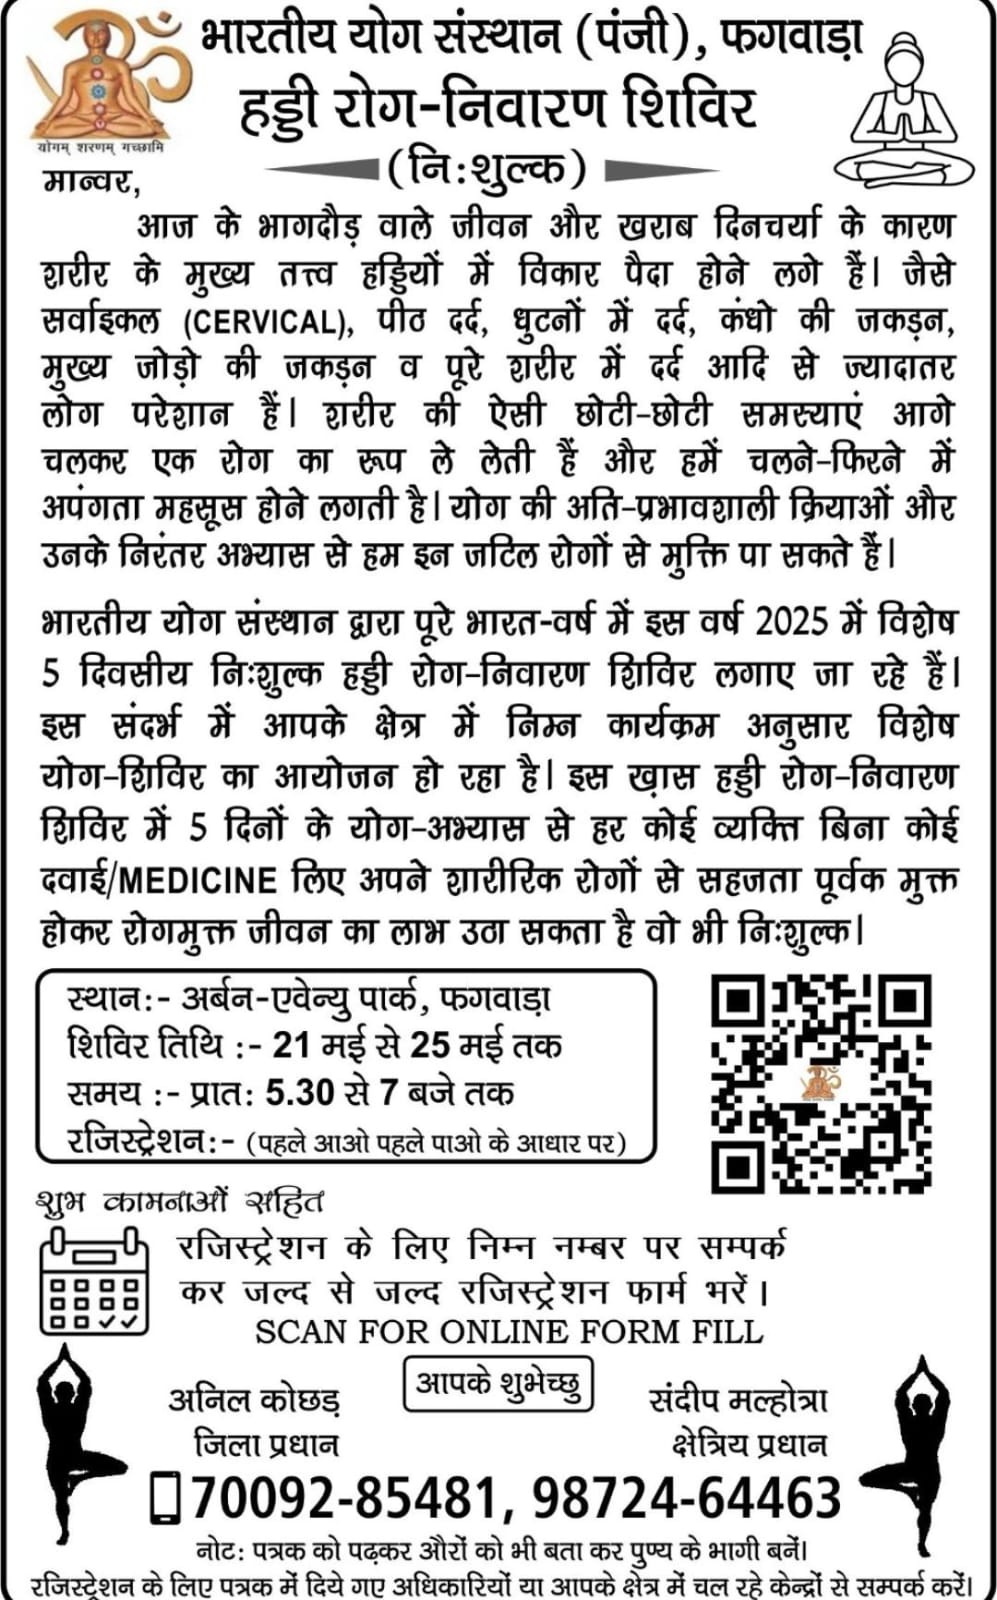 भारतीय योग संस्थान (पंजी), फगवाड़ा
हड्डी रोग-निवारण शिविर
(नि:शुल्क)
योगम् शरणम् गच्छामि
मान्वर,
आज के भागदौड़ वाले जीवन और खराब दिनचर्या के कारण
शरीर के मुख्य तत्त्व हड्डियों में विकार पैदा होने लगे हैं। जैसे
सर्वाइकल (CERVICAL), पीठ दर्द, धुटनों में दर्द, कंधो की जकड़न,
मुख्य जोड़ो की जकड़न व पूरे शरीर में दर्द आदि से ज्यादातर
लोग परेशान हैं। शरीर की ऐसी छोटी-छोटी समस्याएं आगे
चलकर एक रोग का रूप ले लेती हैं और हमें चलने-फिरने में
अपंगता महसूस होने लगती है। योग की अति-प्रभावशाली क्रियाओं और
उनके निरंतर अभ्यास से हम इन जटिल रोगों से मुक्ति पा सकते हैं।
भारतीय योग संस्थान द्वारा पूरे भारत-वर्ष में इस वर्ष 2025 में विशेष
5 दिवसीय निःशुल्क हड्डी रोग-निवारण शिविर लगाए जा रहे हैं।
इस संदर्भ में आपके क्षेत्र में निम्न कार्यक्रम अनुसार विशेष
योग-शिविर का आयोजन हो रहा है। इस ख़ास हड्डी रोग-निवारण
शिविर में 5 दिनों के योग-अभ्यास से हर कोई व्यक्ति बिना कोई
दवाई/MEDICINE लिए अपने शारीरिक रोगों से सहजता पूर्वक मुक्त
होकर रोगमुक्त जीवन का लाभ उठा सकता है वो भी निःशुल्क।
स्थान:- अर्बन-एवेन्यु पार्क, फगवाड़ा
शिविर तिथि :- 21 मई से 25 मई तक
समय :- प्रात: 5.30 से 7 बजे तक
रजिस्ट्रेशन:- (पहले आओ पहले पाओ के आधार पर)
शुभ कामनाओं सहित
रजिस्ट्रेशन के लिए निम्न नम्बर पर सम्पर्क
कर जल्द से जल्द रजिस्ट्रेशन फार्म भरें।
SCAN FOR ONLINE FORM FILL
आपके शुभेच्छु
अनिल कोछड़ संदीप मल्होत्रा
जिला प्रधान क्षेत्रिय प्रधान
70092-85481, 98724-64463
नोट: पत्रक को पढ़कर औरों को भी बता कर पुण्य के भागी बनें।
रजिस्ट्रेशन के लिए पत्रक में दिये गए अधिकारियों या आपके क्षेत्र में चल रहे केन्द्रों से सम्पर्क करें।